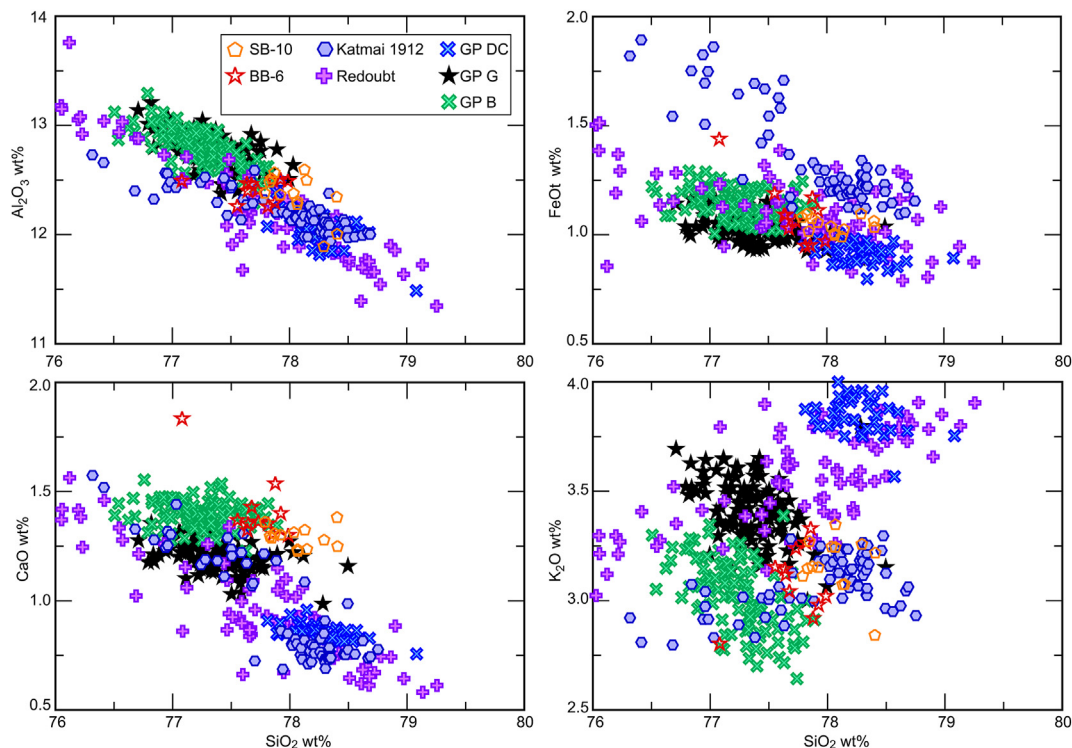 14
13
12
11
Al₂O₃ wt%
76 77 78 79 80
SB-10 Katmai 1912 GP DC
BB-6 Redoubt GP G
GP B
2.0
1.5
1.0
0.5
FeOt wt%
76 77 78 79 80
2.0
1.5
1.0
0.5
CaO wt%
76 77 78 79 80
SiO₂ wt%
4.0
3.5
3.0
2.5
K₂O wt%
76 77 78 79 80
SiO₂ wt%